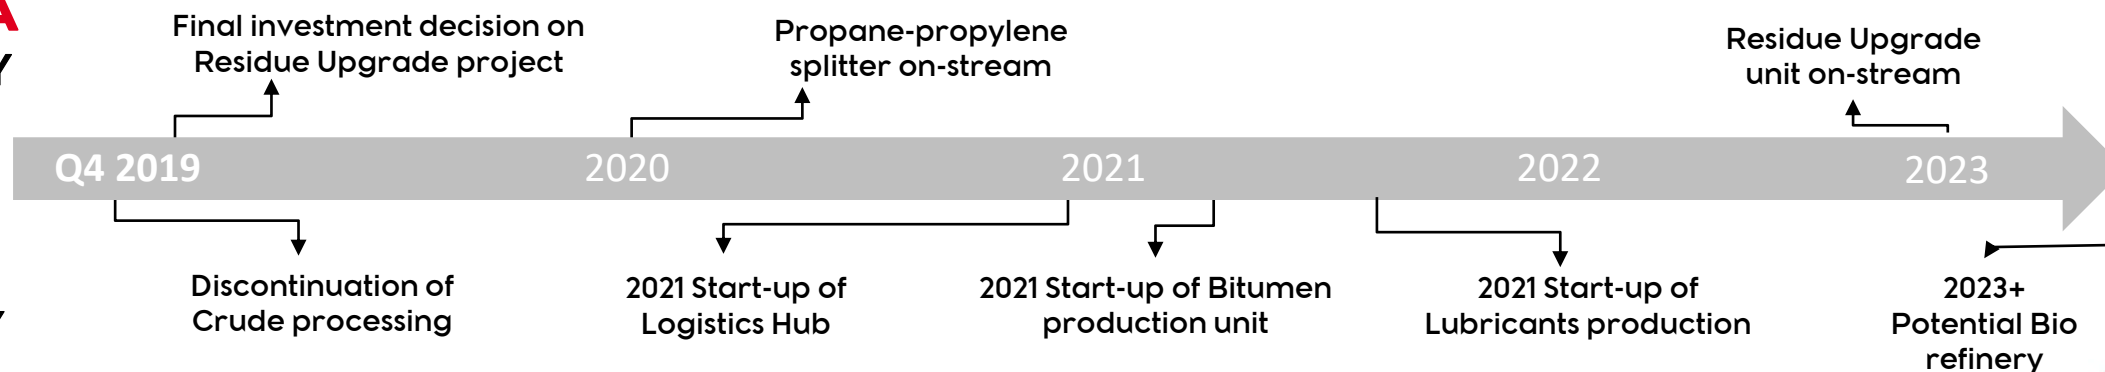 Final investment decision on
Residue Upgrade project
Propane-propylene
splitter on-stream
Residue Upgrade
unit on-stream
Q4 2019
2020
2021
2022
2023
Discontinuation of
Crude processing
2021 Start-up of
Logistics Hub
2021 Start-up of Bitumen
production unit
2021 Start-up of
Lubricants production
2023+
Potential Bio
refinery